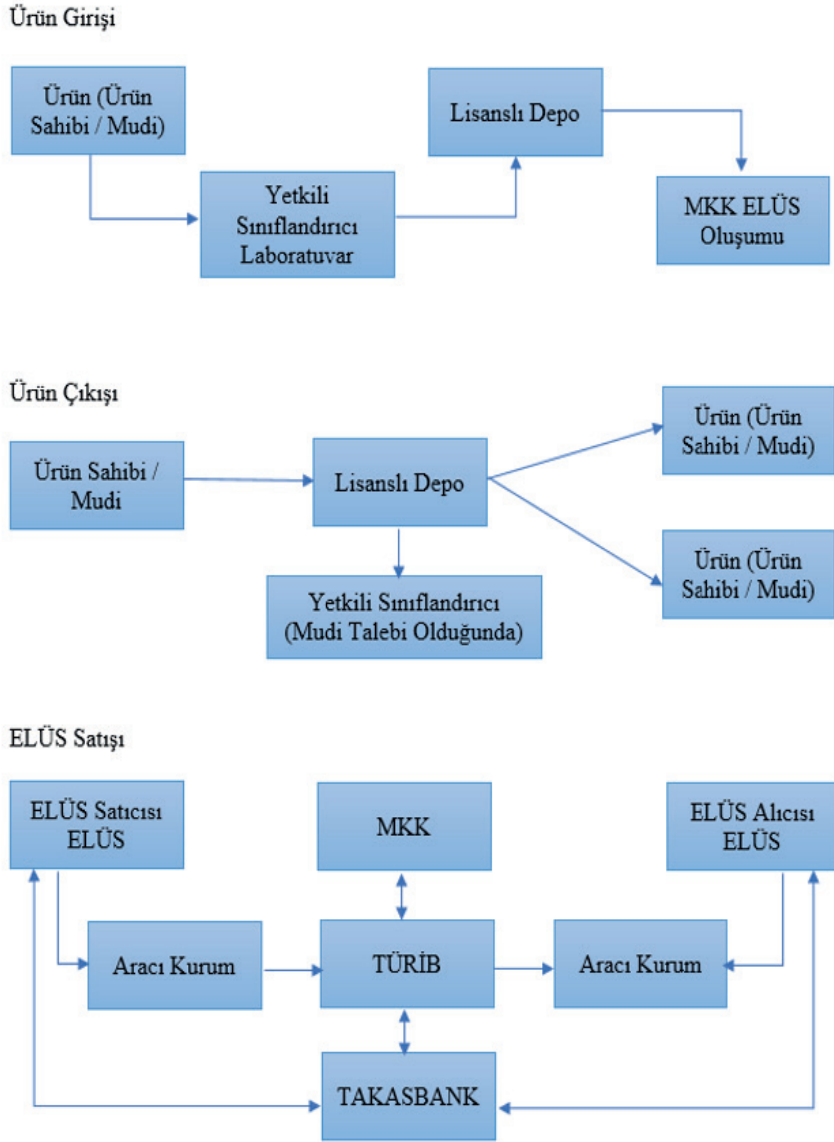 Ürün Girişi
Ürün (Ürün
Sahibi / Mudi)
Lisanslı Depo
Yetkili
Sınıflandırıcı
Laboratuvar
MKK ELÜS
Oluşumu
Ürün Çıkışı
Ürün Sahibi /
Mudi
Lisanslı Depo
Ürün (Ürün
Sahibi / Mudi)
Ürün (Ürün
Sahibi / Mudi)
Yetkili Sınıflandırıcı
(Mudi Talebi Olduğunda)
ELÜS Satışı
ELÜS Satıcısı
ELÜS
MKK
ELÜS Alıcısı
ELÜS
Aracı Kurum
TÜRİB
Aracı Kurum
TAKASBANK